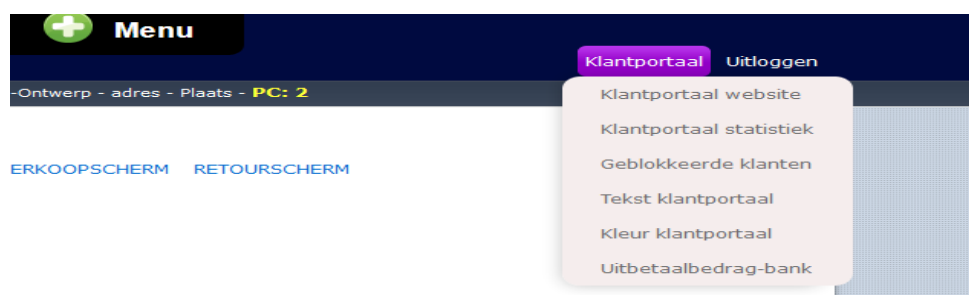 Menu
Klantportaal Uitloggen
-Ontwerp - adres - Plaats - PC: 2
Klantportaal website
Klantportaal statistiek
Geblokkeerde klanten
ERKOOPSCHERM RETOURSCHERM
Tekst klantportaal
Kleur klantportaal
Uitbetaalbedrag-bank